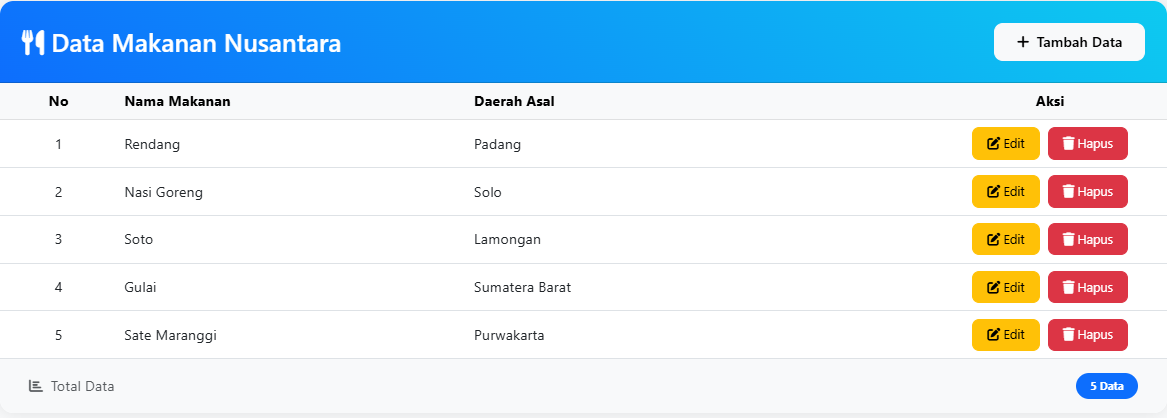 Data Makanan Nusantara
Tambah Data
No Nama Makanan Daerah Asal Aksi
1 Rendang Padang Edit Hapus
2 Nasi Goreng Solo Edit Hapus
3 Soto Lamongan Edit Hapus
4 Gulai Sumatera Barat Edit Hapus
5 Sate Maranggi Purwakarta Edit Hapus
Total Data 5 Data